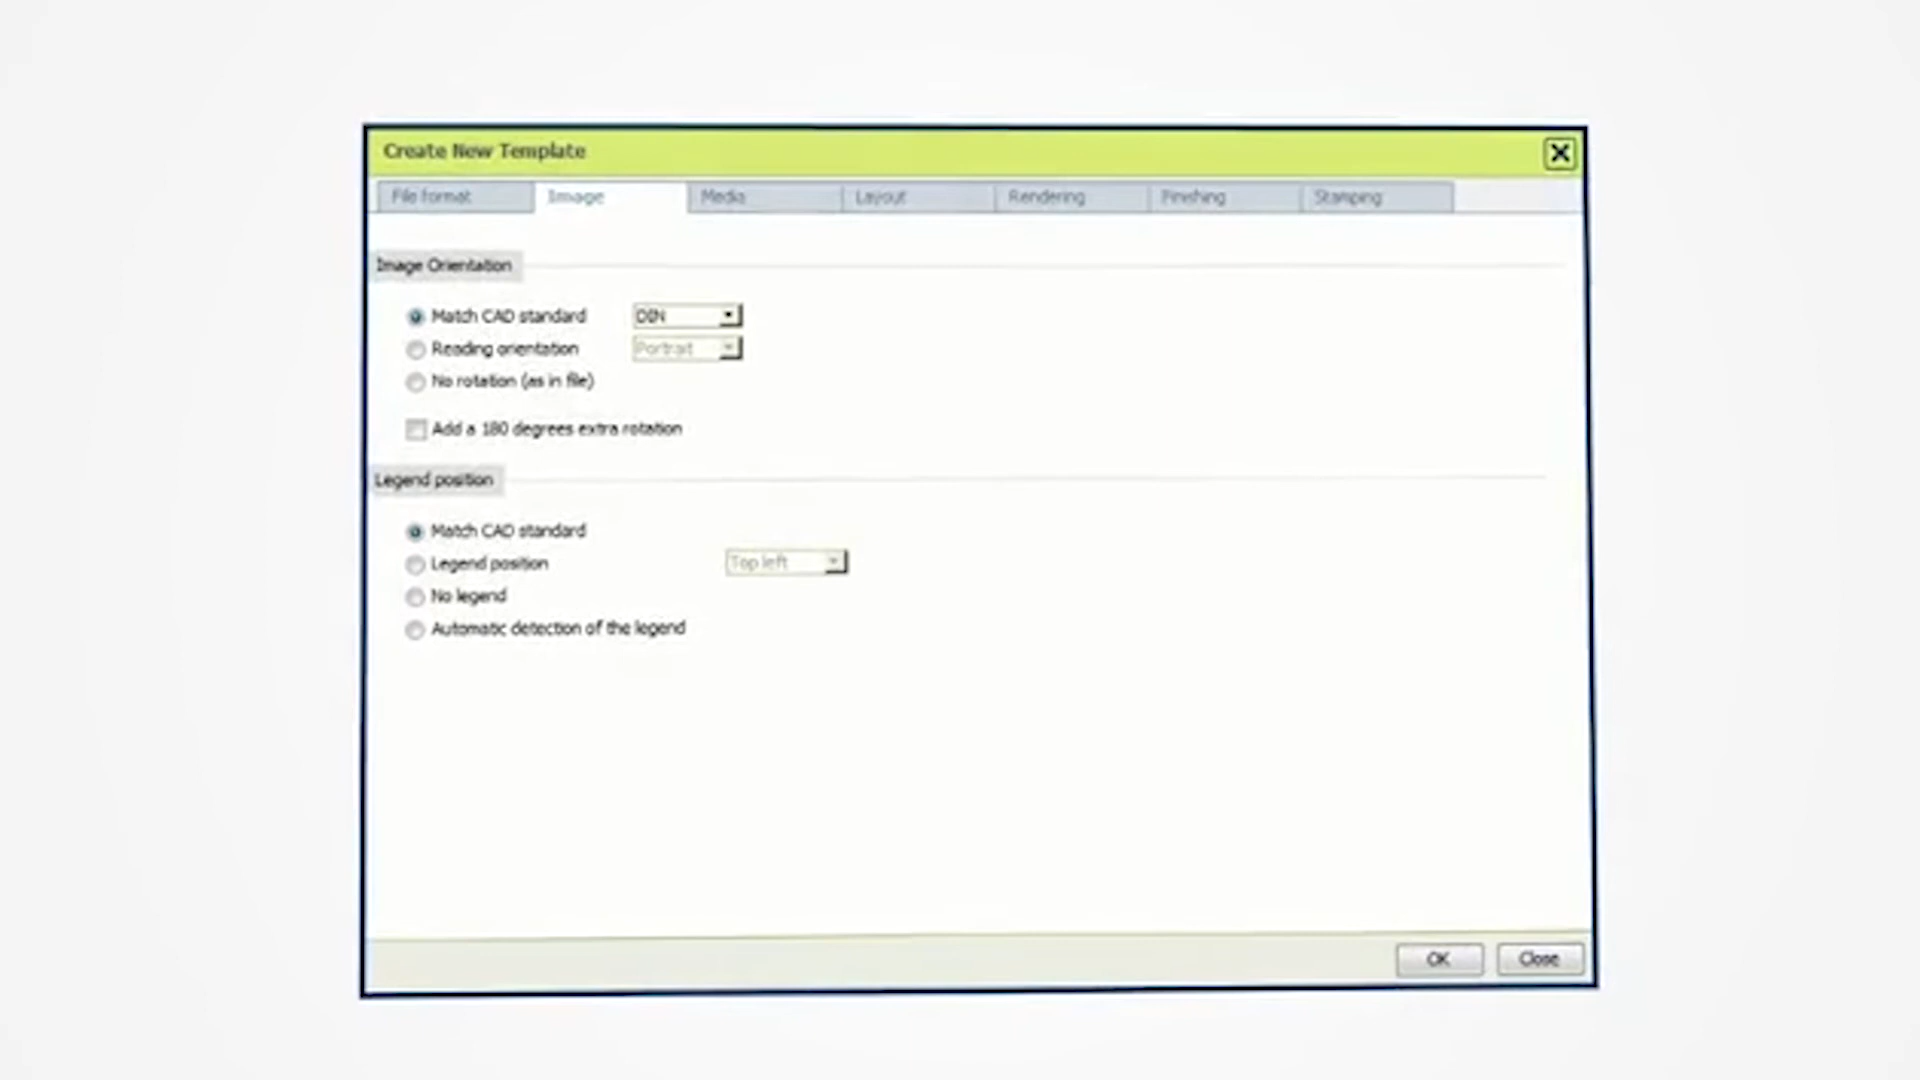 Create New Template
File format Image Media Layout Rendering Finishing Stamping
Image Orientation
Match CAD standard DIN
Reading orientation Portrait
No rotation (as in file)
Add a 180 degrees extra rotation
Legend position
Match CAD standard
Legend position Top left
No legend
Automatic detection of the legend
OK Close